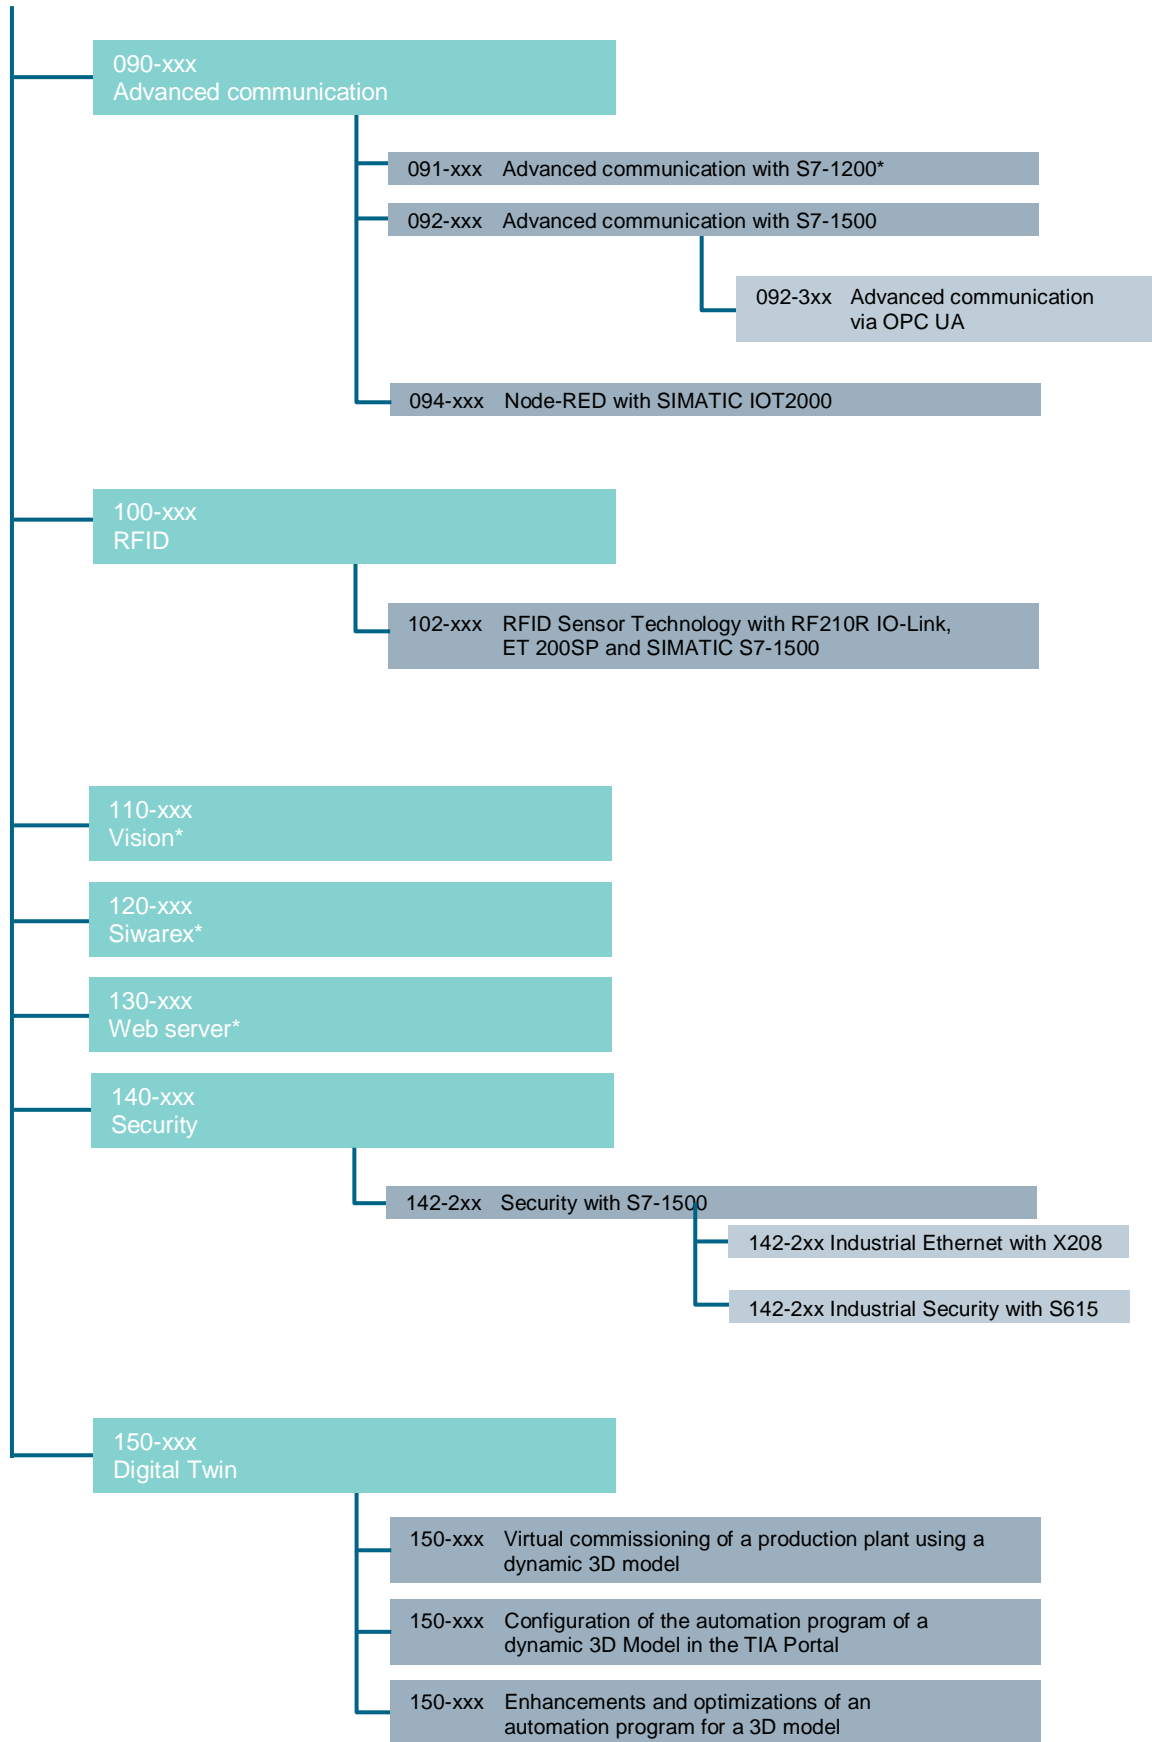 090-xxx
Advanced communication
091-xxx Advanced communication with S7-1200*
092-xxx Advanced communication with S7-1500
092-3xx Advanced communication
via OPC UA
094-xxx Node-RED with SIMATIC IOT2000
100-xxx
RFID
102-xxx RFID Sensor Technology with RF210R IO-Link,
ET 200SP and SIMATIC S7-1500
110-xxx
Vision*
120-xxx
Siwarex*
130-xxx
Web server*
140-xxx
Security
142-2xx Security with S7-1500
142-2xx Industrial Ethernet with X208
142-2xx Industrial Security with S615
150-xxx
Digital Twin
150-xxx Virtual commissioning of a production plant using a
dynamic 3D model
150-xxx Configuration of the automation program of a
dynamic 3D Model in the TIA Portal
150-xxx Enhancements and optimizations of an
automation program for a 3D model